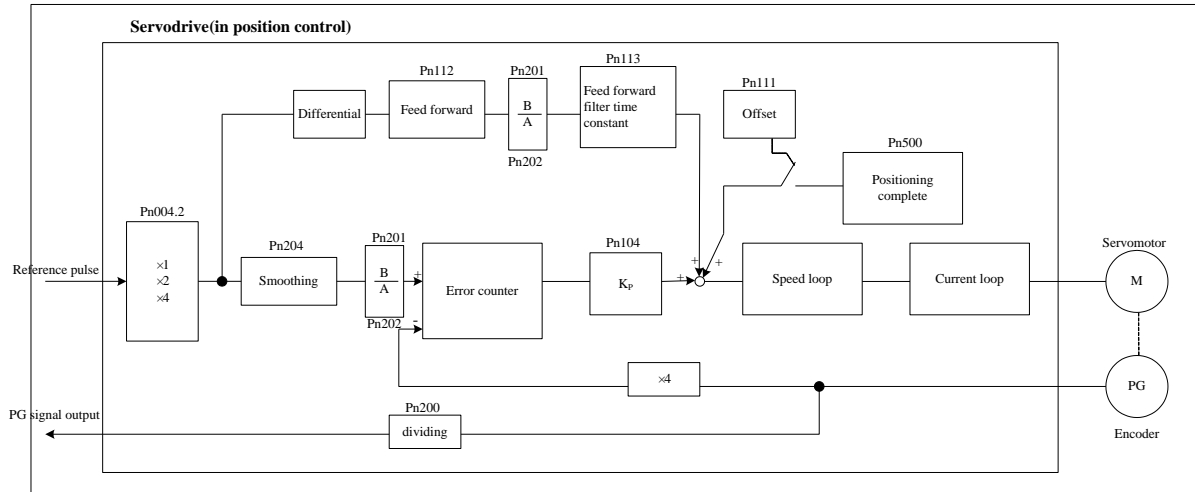 Servodrive(in position control)
Pn112
Pn201
Pn113
Pn111
Differential
Feed forward
B
A
Feed forward
filter time
constant
Offset
Pn202
Pn500
Positioning
complete
Pn004.2
Reference pulse
×1
×2
×4
Pn204
Smoothing
Pn201
B
A
Pn202
+
-
Error counter
Pn104
KP
+
+
+
Speed loop
Current loop
Servomotor
M
×4
PG
Encoder
PG signal output
Pn200
dividing